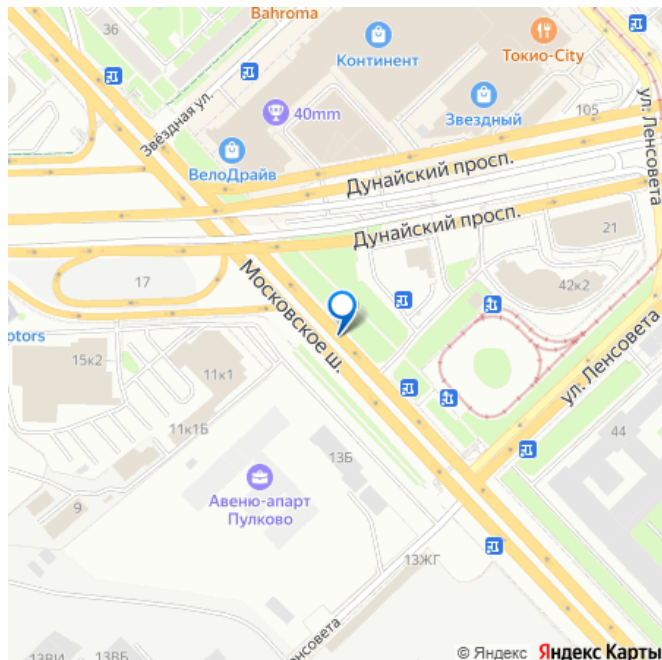 Bahroma
36
Континент
Токио-City
ул. Ленсовета
Звёздная ул.
40mm
Звездный
105
ВелоДрайв
Дунайский просп.
Дунайский просп.
21
17
42к2
Московское ш.
otors
15к2
11к1
ул. Ленсовета
11к1Б
44
13Б
9
Авеню-апарт
Пулково
13ЖГ
нсовета
13ВИ
13ВБ
© Яндекс Яндекс Карты